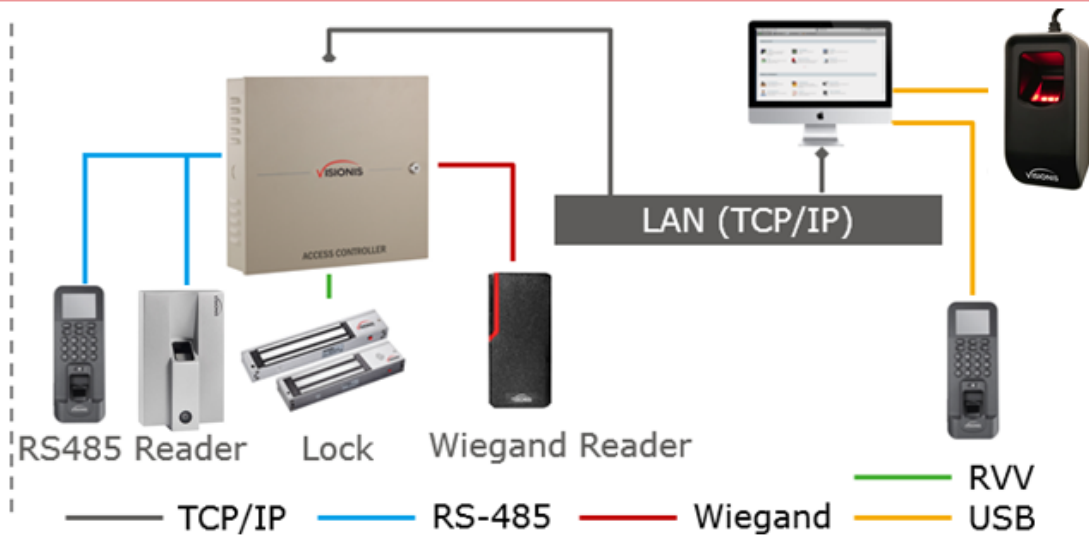 VISIONIS
ACCESS CONTROLLER
VISIONIS
LAN (TCP/IP)
VISIONIS
RS485 Reader
Lock
Wiegand Reader
RVV
TCP/IP
RS-485
Wiegand
USB